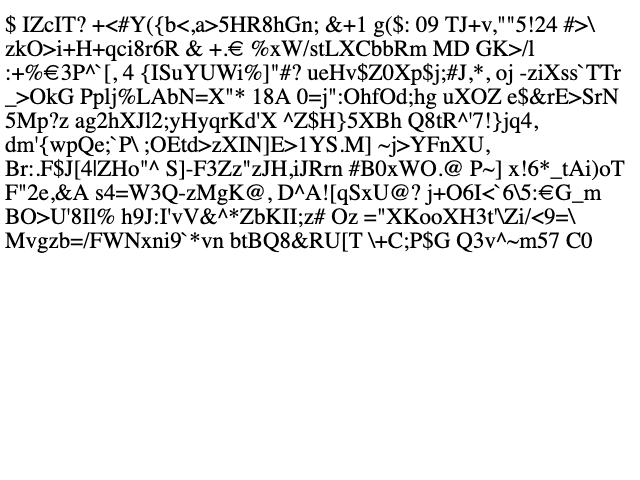 $ IZcIT? +<#Y({b<,a>5HR8hGn; &+1 g($: 09 TJ+v,""5!24 #>\
zkO>i+H+qci8r6R & +.€ %xW/stLXCbbRm MD GK>/l
:+%€3P^`[, 4 {ISuYUWi%]"#? ueHv$Z0Xp$j;#J,*, oj -ziXss`TTr
_>OkG Pplj%LAbN=X"* 18A 0=j":OhfOd;hg uXOZ e$&rE>SrN
5Mp?z ag2hXJl2;yHyqrKd'X ^Z$H}5XBh Q8tR^'7!}jq4,
dm'{wpQe;`P\ ;OEtd>zXIN]E>1YS.M] ~j>YFnXU,
Br:.F$J[4lZHo"^ S]-F3Zz"zJH,iJRrn #B0xWO.@ P~] x!6*_tAi)oT
F"2e,&A s4=W3Q-zMgK@, D^A![qSxU@? j+O6I<`6\5:€G_m
BO>U'8Il% h9J:I'vV&^*ZbKII;z# Oz ="XKooXH3t'\Zi/<9=\
Mvgzb=/FWNxni9`*vn btBQ8&RU[T \+C;P$G Q3v^~m57 C0